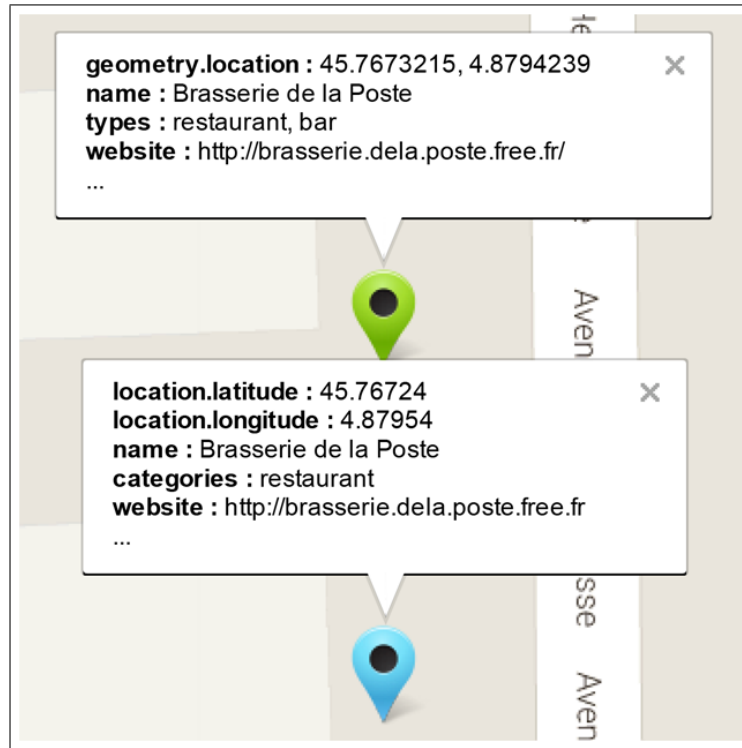 He
geometry.location : 45.7673215, 4.8794239
name : Brasserie de la Poste
types : restaurant, bar
website : http://brasserie.dela.poste.free.fr/
...
Aven
location.latitude : 45.76724
location.longitude : 4.87954
name : Brasserie de la Poste
categories : restaurant
website : http://brasserie.dela.poste.free.fr
...
sse
Aven